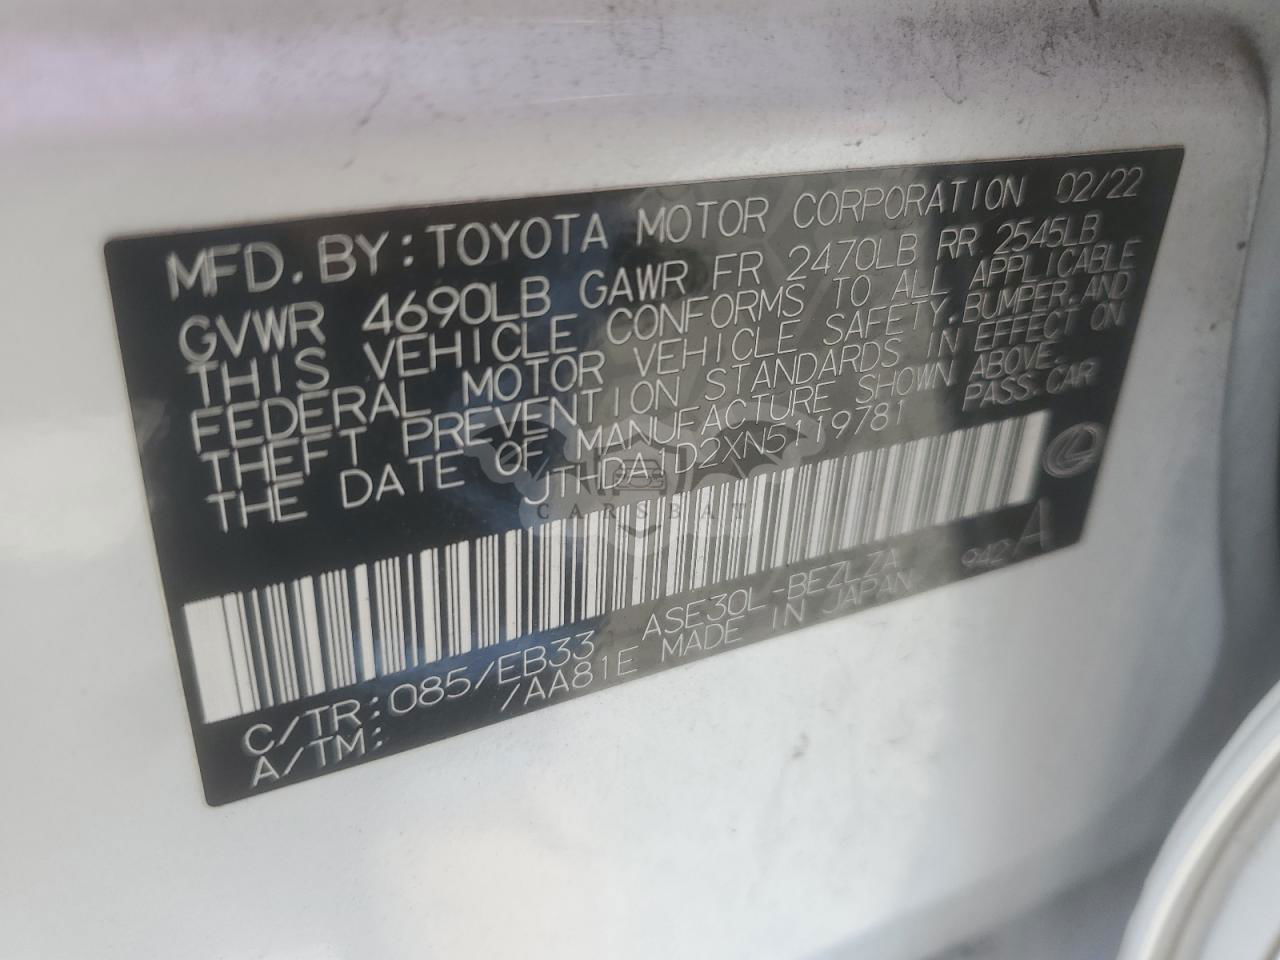 MFD. BY: TOYOTA MOTOR CORPORATION 02/22
GVWR 4690LB GAWR FR 2470LB RR 2545LB
THIS VEHICLE CONFORMS TO ALL APPLICABLE
FEDERAL MOTOR VEHICLE SAFETY, BUMPER, AND
THEFT PREVENTION STANDARDS IN EFFECT ON
THE DATE OF MANUFACTURE SHOWN ABOVE.
JTHDA1D2XN5119781 PASS. CAR
CARSBAT
C/TR: 085/EB33 ASE30L-BEZLZA 942-A
A/TM: /AA81E MADE IN JAPAN